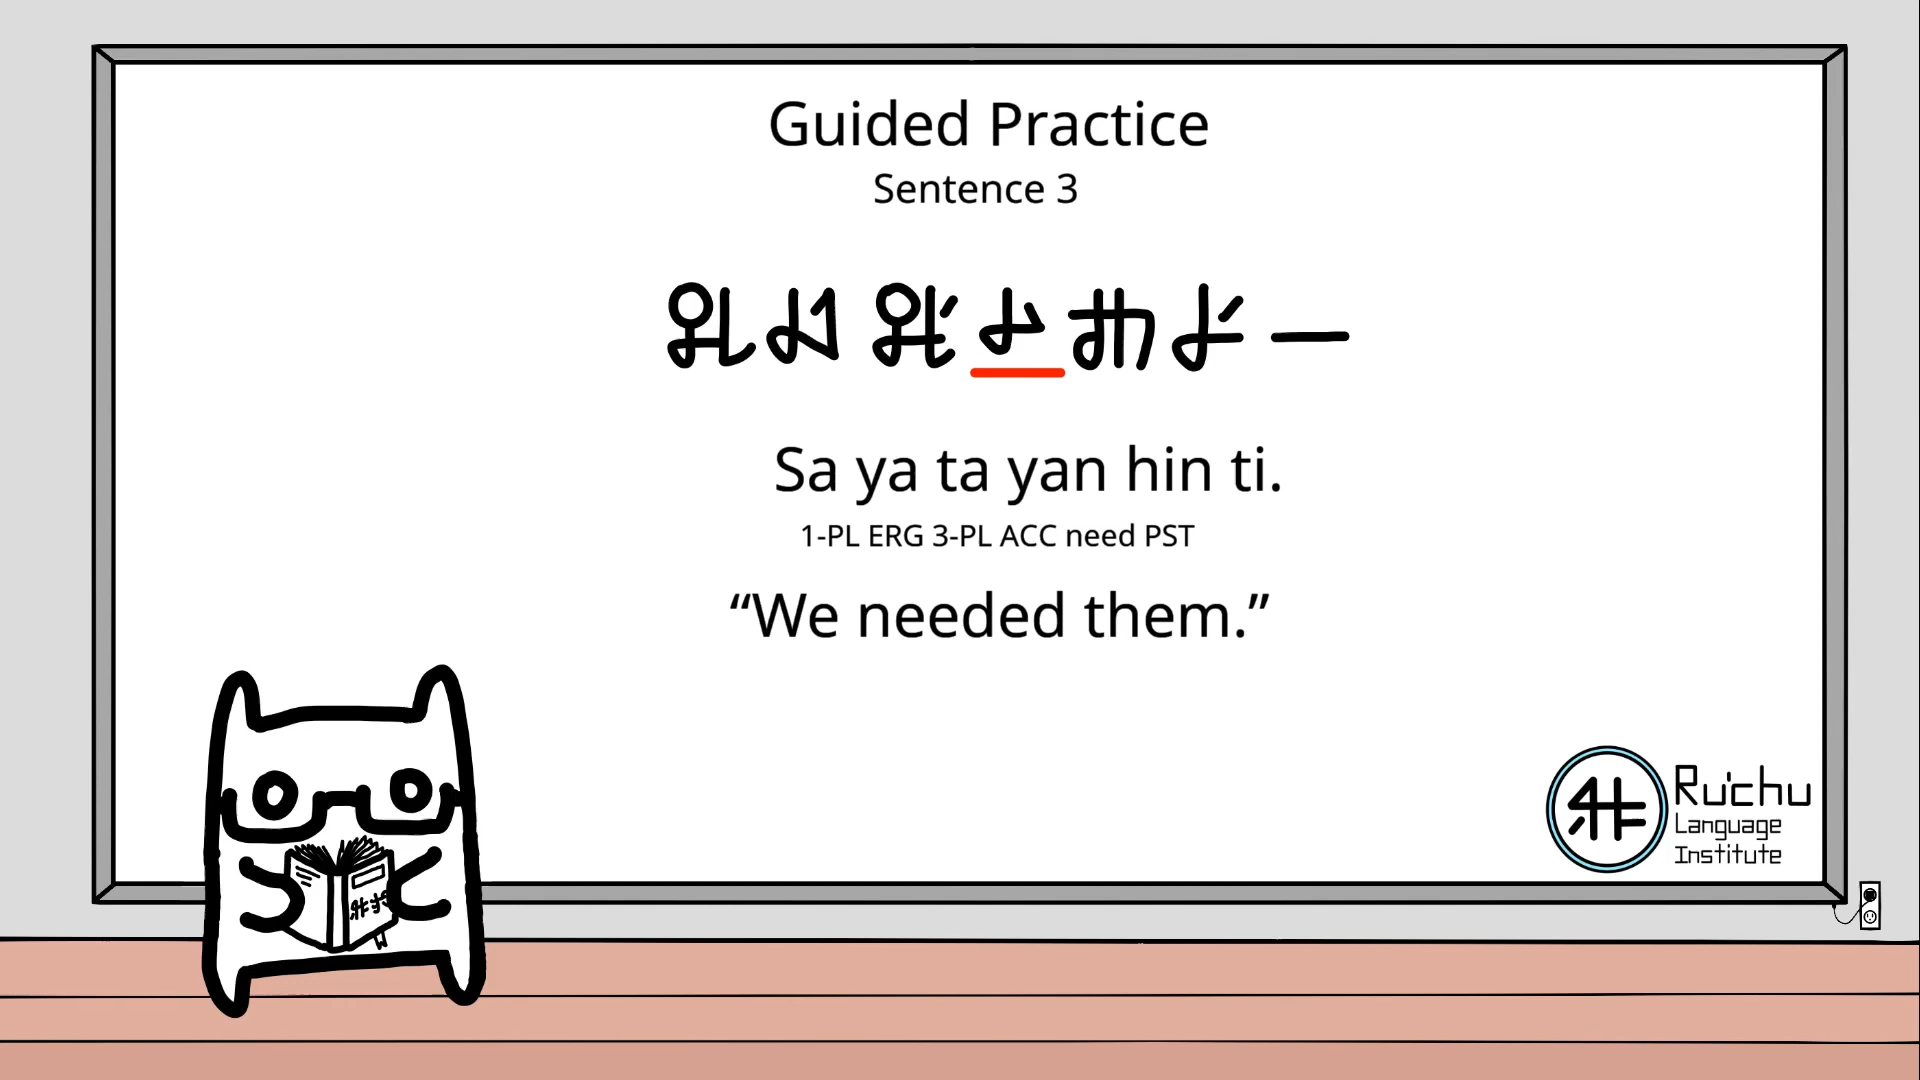 Guided Practice
Sentence 3
Sa ya ta yan hin ti.
1-PL ERG 3-PL ACC need PST
“We needed them.”
Ruchu
Language
Institute